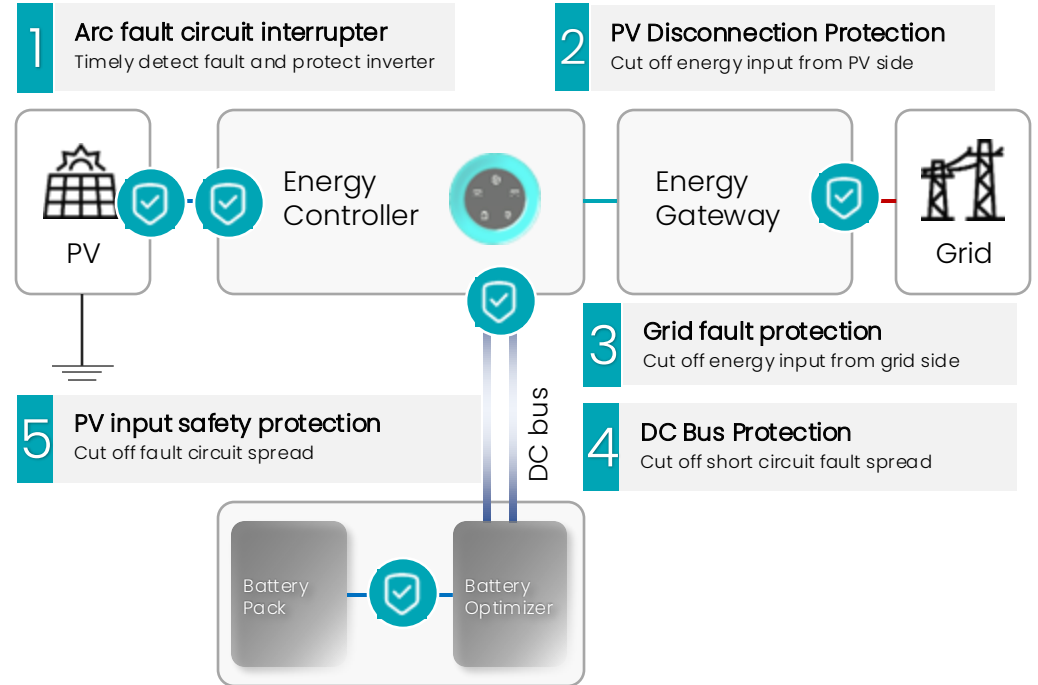 1
Arc fault circuit interrupter
Timely detect fault and protect inverter
2
PV Disconnection Protection
Cut off energy input from PV side
PV
Energy
Controller
Energy
Gateway
Grid
3
Grid fault protection
Cut off energy input from grid side
4
DC Bus Protection
Cut off short circuit fault spread
5
PV input safety protection
Cut off fault circuit spread
DC bus
Battery
Pack
Battery
Optimizer